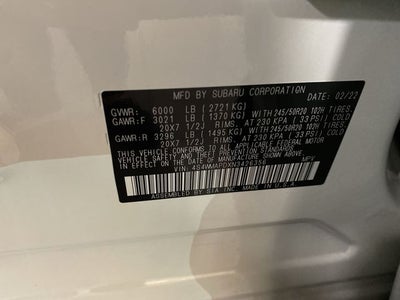 MFD BY SUBARU CORPORATION DATE: 02/22
GVWR: 6000 LB (2721 KG)
GAWR:F 3021 LB (1370 KG) WITH 245/50R20 102H TIRES
20X7 1/2J RIMS, AT 230 KPA (33 PSI) COLD
GAWR:R 3296 LB (1495 KG) WITH 245/50R20 102H TIRES
20X7 1/2J RIMS, AT 230 KPA (33 PSI) COLD
THIS VEHICLE CONFORMS TO ALL APPLICABLE FEDERAL MOTOR
VEHICLE SAFETY AND THEFT PREVENTION STANDARDS
IN EFFECT ON THE DATE OF MANUFACTURE SHOWN ABOVE.
MPV
ASSEMBLED BY SIA, INC. MADE IN U.S.A.